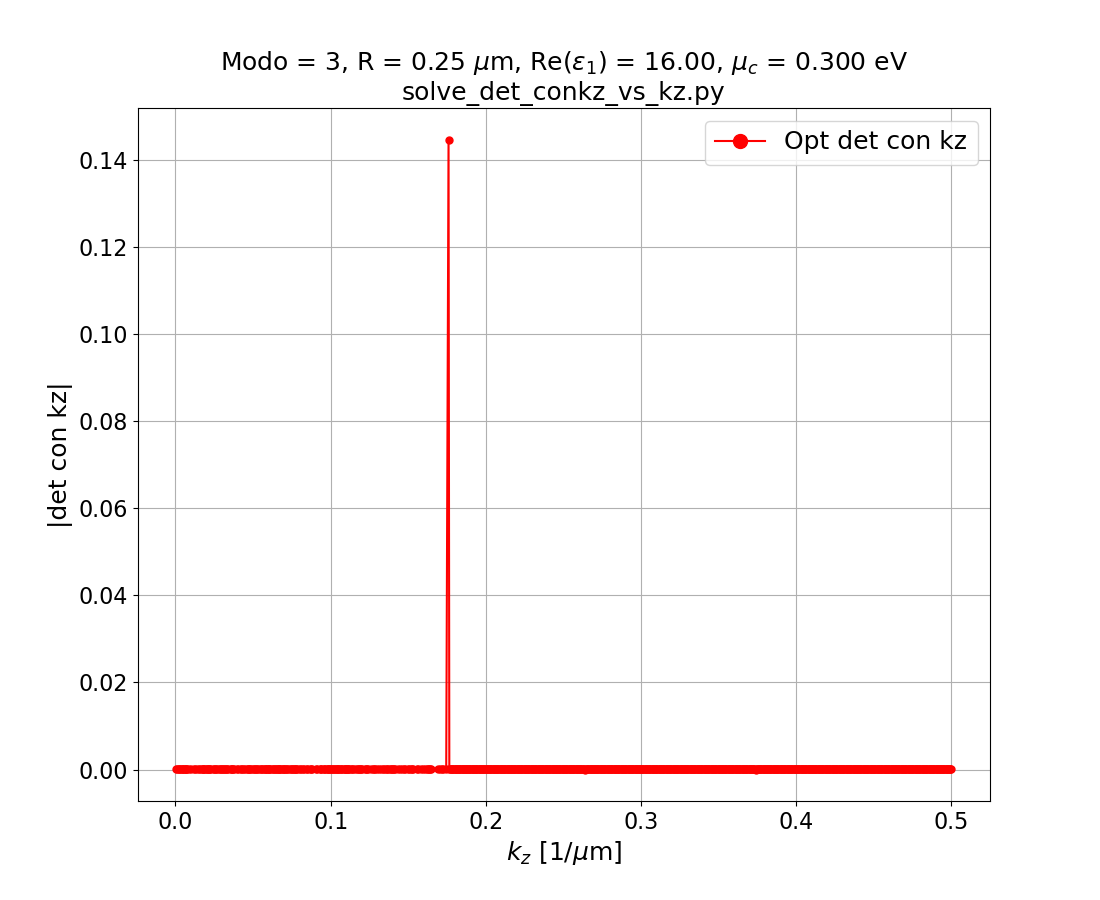 Modo = 3, R = 0.25 μm, Re(ε₁) = 16.00, μ_c = 0.300 eV
solve_det_conkz_vs_kz.py
Opt det con kz
|det con kz|
0.14
0.12
0.10
0.08
0.06
0.04
0.02
0.00
0.0 0.1 0.2 0.3 0.4 0.5
k_z [1/μm]